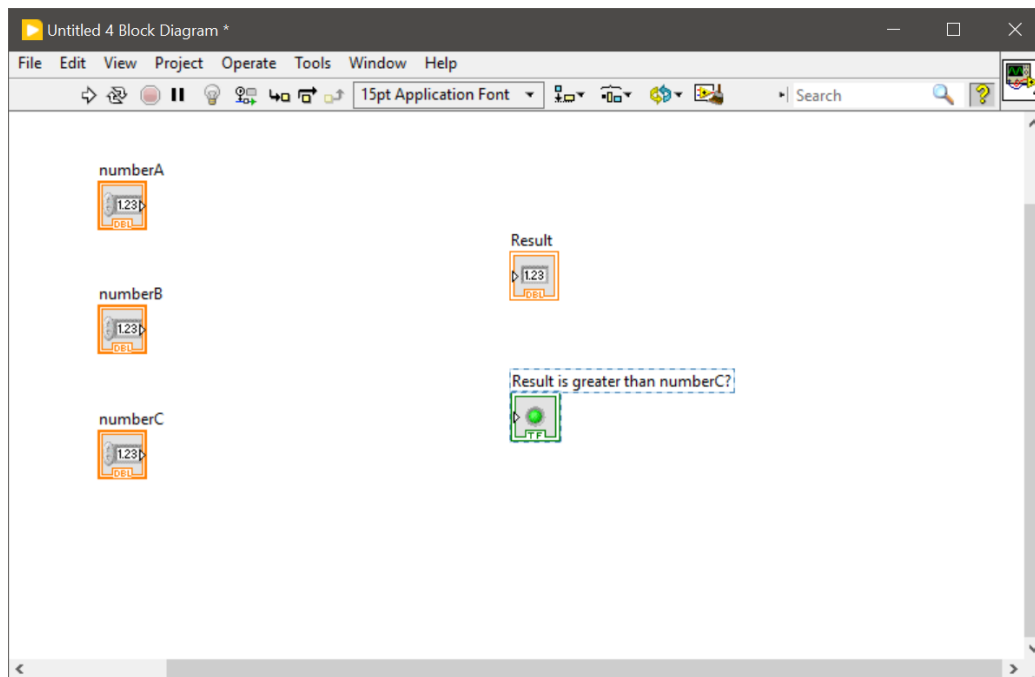 Untitled 4 Block Diagram *
File Edit View Project Operate Tools Window Help
15pt Application Font Search
numberA
1.23
DBL
Result
1.23
DBL
numberB
1.23
DBL
Result is greater than numberC?
TF
numberC
1.23
DBL